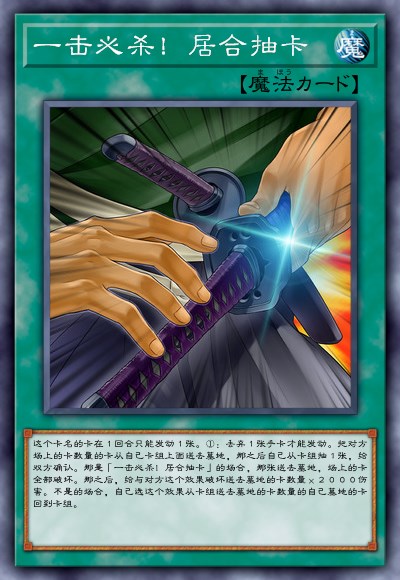 一击必杀！居合抽卡
魔
【魔法カード】
ま ほう
这个卡名的卡在1回合只能发动1张。①：丢弃1张手卡才能发动。把对方
场上的卡数量的卡从自己卡组上面送去墓地，那之后自己从卡组抽1张，给
双方确认。那是「一击必杀！居合抽卡」的场合，那张送去墓地，场上的卡
全部破坏。那之后，给与对方这个效果破坏送去墓地的卡数量×2000伤
害。不是的场合，自己选这个效果从卡组送去墓地的卡数量的自己墓地的卡
回到卡组。